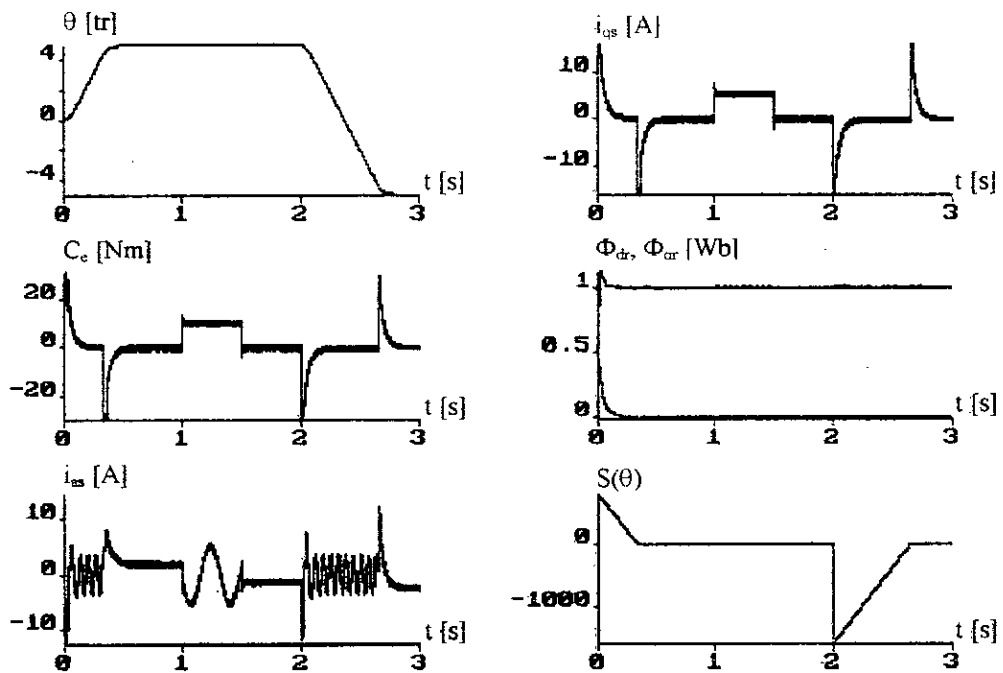 θ [tr]
4
0
-4
t [s]
0 1 2 3
i_qs [A]
10
0
-10
t [s]
0 1 2 3
C_e [Nm]
20
0
-20
t [s]
0 1 2 3
Φ_dr, Φ_qr [Wb]
1
0.5
0
t [s]
0 1 2 3
i_as [A]
10
0
-10
t [s]
0 1 2 3
S(θ)
0
-1000
t [s]
0 1 2 3